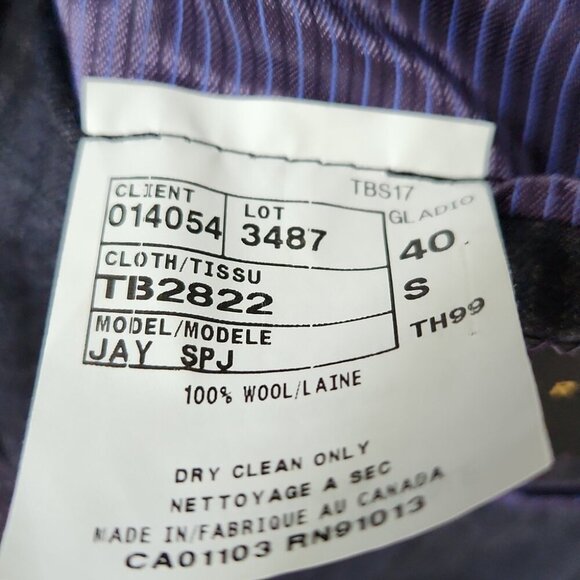 TBS17
CLIENT LOT GLADIO
014054 3487 40
CLOTH/TISSU
TB2822 S
MODEL/MODELE TH99
JAY SPJ
100% WOOL/LAINE
DRY CLEAN ONLY
NETTOYAGE A SEC
MADE IN/FABRIQUE AU CANADA
CA01103 RN91013